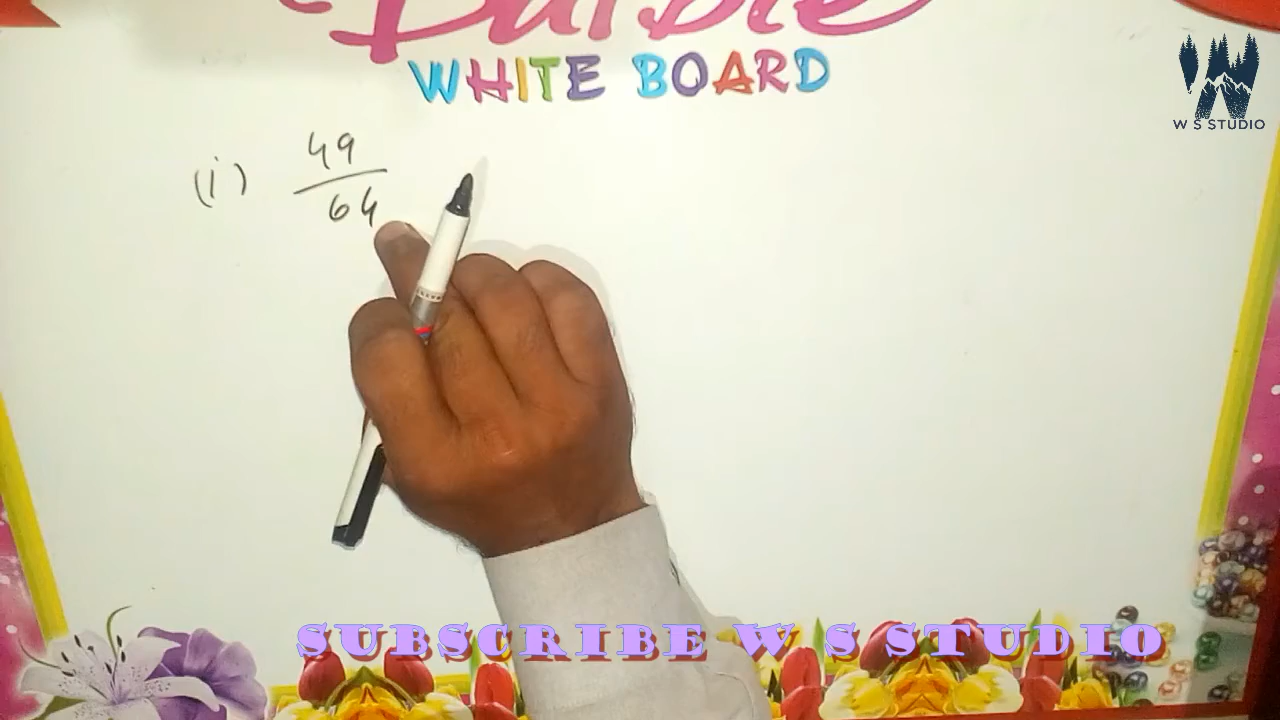 Barbie
WHITE BOARD
W S STUDIO
(i) 49
64
SUBSCRIBE W S STUDIO